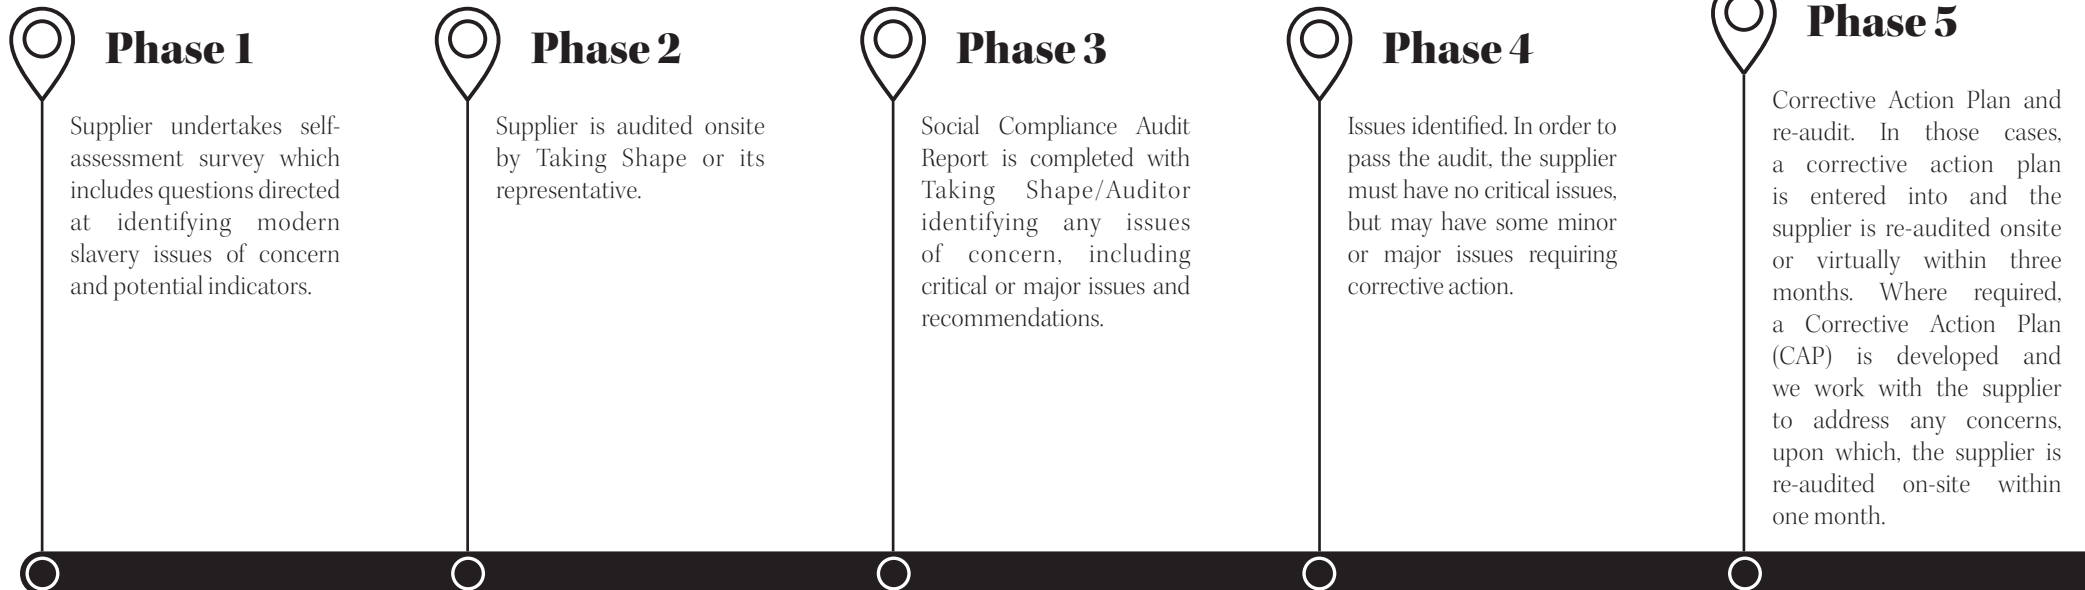 Phase 1
Supplier undertakes self-
assessment survey which
includes questions directed
at identifying modern
slavery issues of concern
and potential indicators.
Phase 2
Supplier is audited onsite
by Taking Shape or its
representative.
Phase 3
Social Compliance Audit
Report is completed with
Taking Shape/Auditor
identifying any issues
of concern, including
critical or major issues and
recommendations.
Phase 4
Issues identified. In order to
pass the audit, the supplier
must have no critical issues,
but may have some minor
or major issues requiring
corrective action.
Phase 5
Corrective Action Plan and
re-audit. In those cases,
a corrective action plan
is entered into and the
supplier is re-audited onsite
or virtually within three
months. Where required,
a Corrective Action Plan
(CAP) is developed and
we work with the supplier
to address any concerns,
upon which, the supplier is
re-audited on-site within
one month.